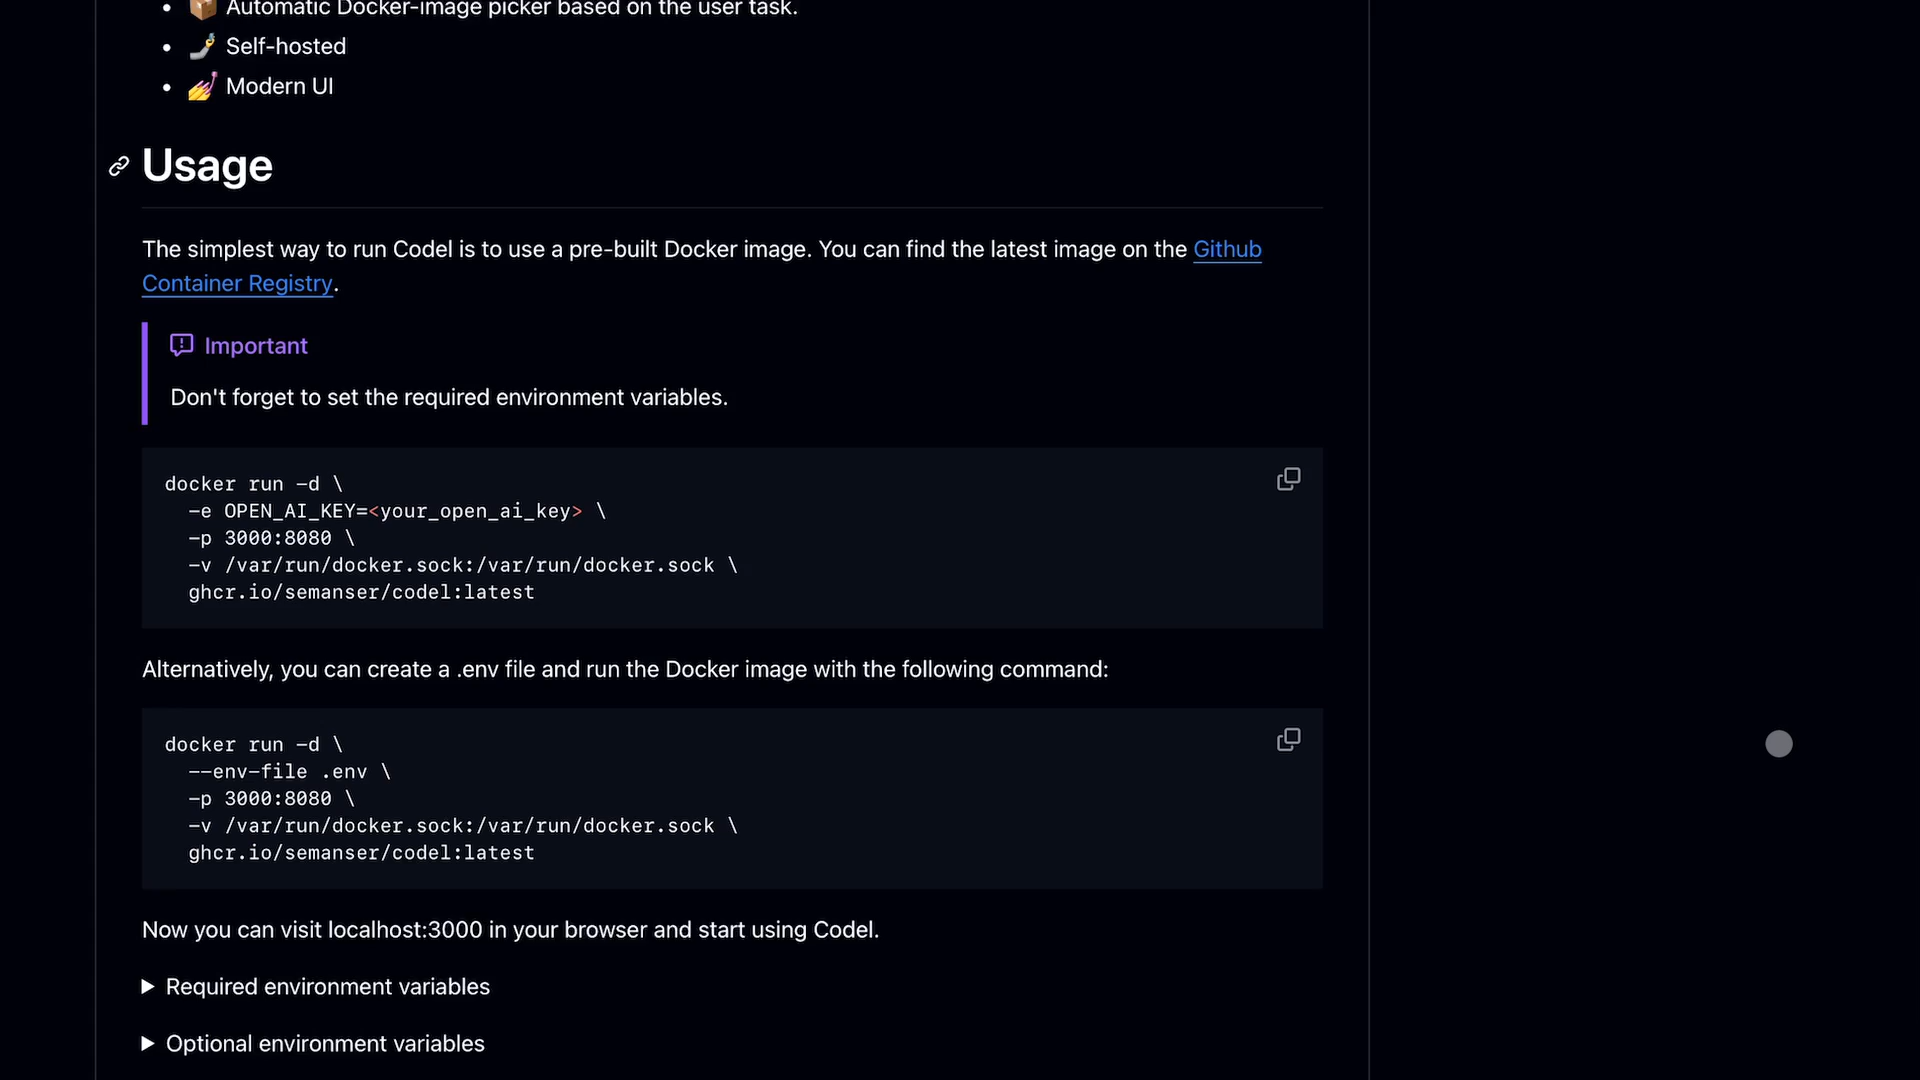 Automatic Docker-image picker based on the user task.
Self-hosted
Modern UI
Usage
The simplest way to run Codel is to use a pre-built Docker image. You can find the latest image on the Github
Container Registry.
Important
Don't forget to set the required environment variables.
docker run -d \
  -e OPEN_AI_KEY=<your_open_ai_key> \
  -p 3000:8080 \
  -v /var/run/docker.sock:/var/run/docker.sock \
  ghcr.io/semanser/codel:latest
Alternatively, you can create a .env file and run the Docker image with the following command:
docker run -d \
  --env-file .env \
  -p 3000:8080 \
  -v /var/run/docker.sock:/var/run/docker.sock \
  ghcr.io/semanser/codel:latest
Now you can visit localhost:3000 in your browser and start using Codel.
Required environment variables
Optional environment variables